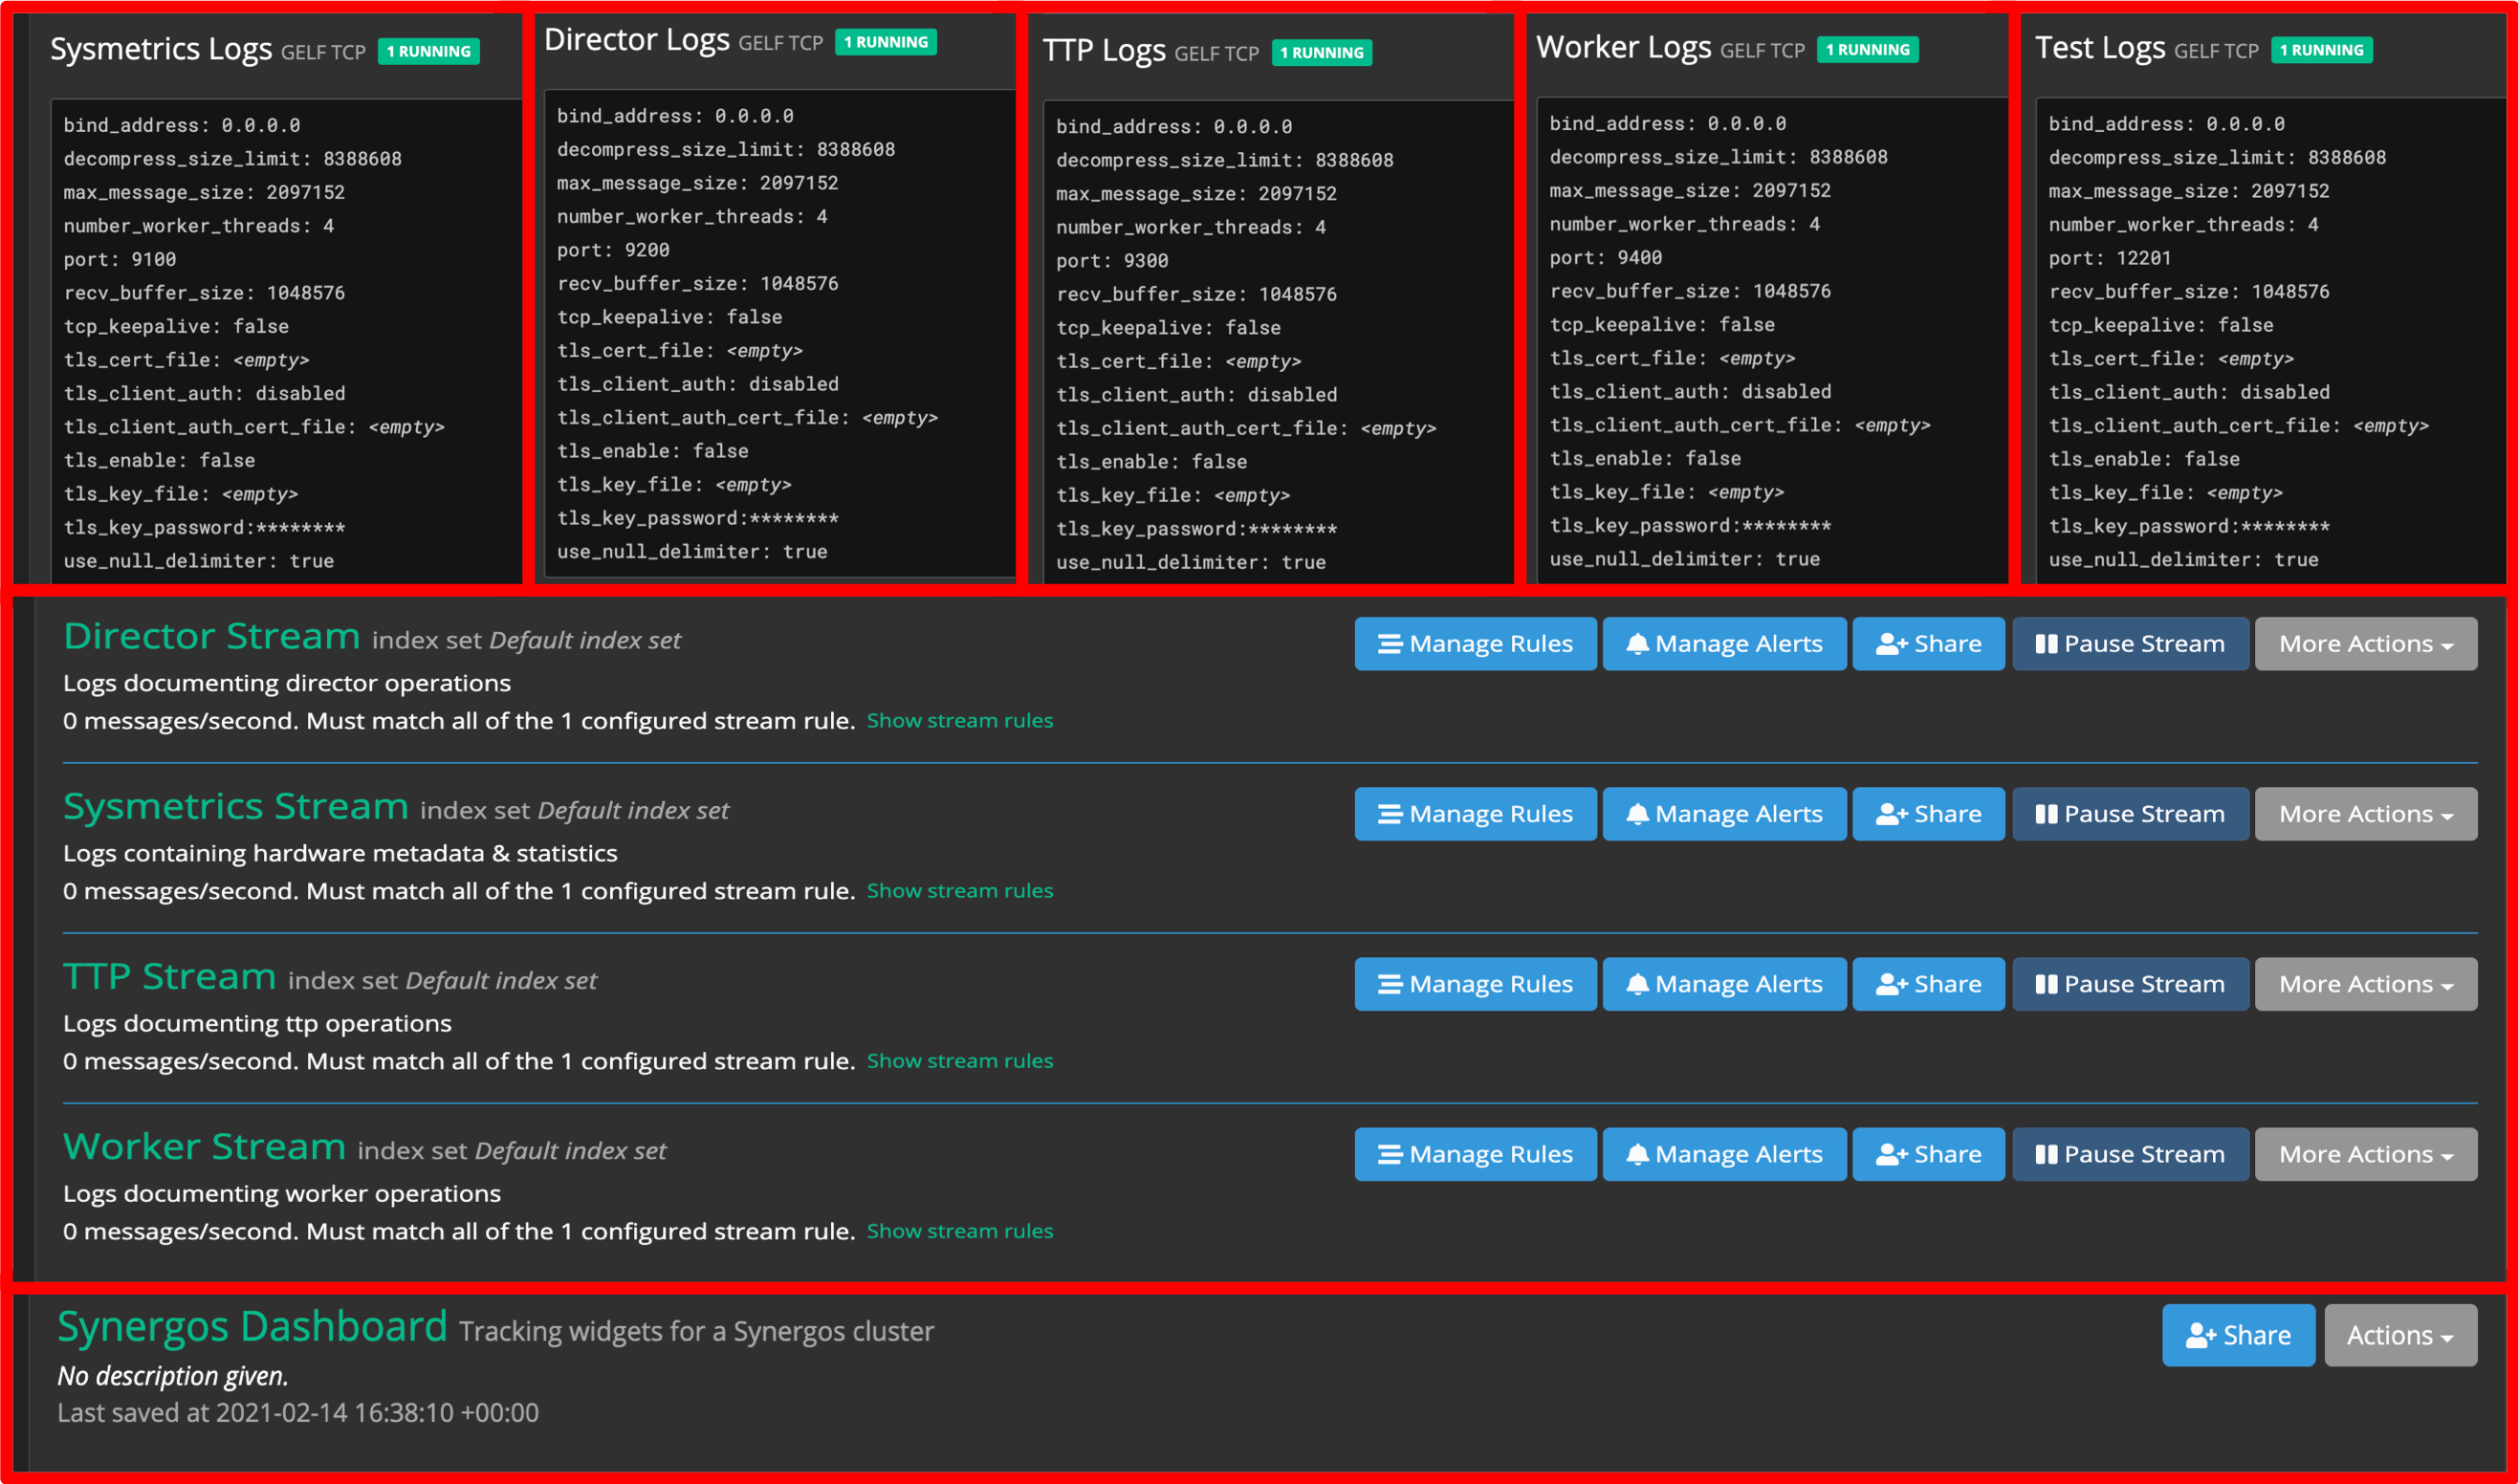 Sysmetrics Logs GELF TCP 1 RUNNING
bind_address: 0.0.0.0
decompress_size_limit: 8388608
max_message_size: 2097152
number_worker_threads: 4
port: 9100
recv_buffer_size: 1048576
tcp_keepalive: false
tls_cert_file: <empty>
tls_client_auth: disabled
tls_client_auth_cert_file: <empty>
tls_enable: false
tls_key_file: <empty>
tls_key_password:********
use_null_delimiter: true
Director Logs GELF TCP 1 RUNNING
bind_address: 0.0.0.0
decompress_size_limit: 8388608
max_message_size: 2097152
number_worker_threads: 4
port: 9200
recv_buffer_size: 1048576
tcp_keepalive: false
tls_cert_file: <empty>
tls_client_auth: disabled
tls_client_auth_cert_file: <empty>
tls_enable: false
tls_key_file: <empty>
tls_key_password:********
use_null_delimiter: true
TTP Logs GELF TCP 1 RUNNING
bind_address: 0.0.0.0
decompress_size_limit: 8388608
max_message_size: 2097152
number_worker_threads: 4
port: 9300
recv_buffer_size: 1048576
tcp_keepalive: false
tls_cert_file: <empty>
tls_client_auth: disabled
tls_client_auth_cert_file: <empty>
tls_enable: false
tls_key_file: <empty>
tls_key_password:********
use_null_delimiter: true
Worker Logs GELF TCP 1 RUNNING
bind_address: 0.0.0.0
decompress_size_limit: 8388608
max_message_size: 2097152
number_worker_threads: 4
port: 9400
recv_buffer_size: 1048576
tcp_keepalive: false
tls_cert_file: <empty>
tls_client_auth: disabled
tls_client_auth_cert_file: <empty>
tls_enable: false
tls_key_file: <empty>
tls_key_password:********
use_null_delimiter: true
Test Logs GELF TCP 1 RUNNING
bind_address: 0.0.0.0
decompress_size_limit: 8388608
max_message_size: 2097152
number_worker_threads: 4
port: 12201
recv_buffer_size: 1048576
tcp_keepalive: false
tls_cert_file: <empty>
tls_client_auth: disabled
tls_client_auth_cert_file: <empty>
tls_enable: false
tls_key_file: <empty>
tls_key_password:********
use_null_delimiter: true
Director Stream index set Default index set Manage Rules Manage Alerts Share Pause Stream More Actions
Logs documenting director operations
0 messages/second. Must match all of the 1 configured stream rule. Show stream rules
Sysmetrics Stream index set Default index set Manage Rules Manage Alerts Share Pause Stream More Actions
Logs containing hardware metadata & statistics
0 messages/second. Must match all of the 1 configured stream rule. Show stream rules
TTP Stream index set Default index set Manage Rules Manage Alerts Share Pause Stream More Actions
Logs documenting ttp operations
0 messages/second. Must match all of the 1 configured stream rule. Show stream rules
Worker Stream index set Default index set Manage Rules Manage Alerts Share Pause Stream More Actions
Logs documenting worker operations
0 messages/second. Must match all of the 1 configured stream rule. Show stream rules
Synergos Dashboard Tracking widgets for a Synergos cluster Share Actions
No description given.
Last saved at 2021-02-14 16:38:10 +00:00